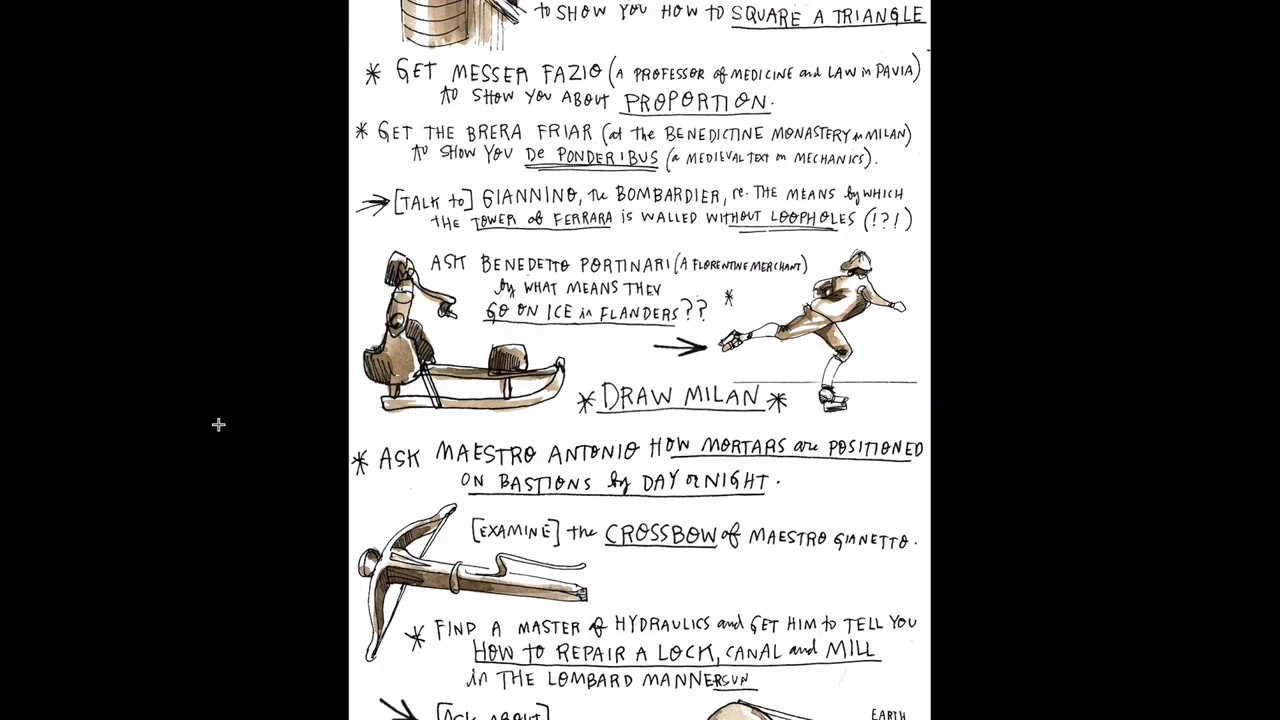 to SHOW YOU HOW to SQUARE A TRIANGLE
* GET MESSER FAZIO (A PROFESSOR of MEDICINE and LAW in PAVIA)
to SHOW YOU ABOUT PROPORTION.
* GET THE BRERA FRIAR (at the BENEDICTINE MONASTERY in MILAN)
to SHOW YOU De PONDERIBUS (a MEDIEVAL TEXT on MECHANICS).
→ [TALK to] GIANNINO, the BOMBARDIER, re. THE MEANS by WHICH
THE TOWER of FERRARA is WALLED WITHOUT LOOPHOLES (!?!)
ASK BENEDETTO PORTINARI (A FLORENTINE MERCHANT)
by WHAT MEANS THEY
GO ON ICE in FLANDERS?? *
* DRAW MILAN *
* ASK MAESTRO ANTONIO HOW MORTARS are POSITIONED
ON BASTIONS by DAY or NIGHT.
[EXAMINE] the CROSSBOW of MAESTRO GIANETTO.
* FIND A MASTER of HYDRAULICS and GET HIM to TELL YOU
HOW to REPAIR A LOCK, CANAL and MILL
in THE LOMBARD MANNER
SUN
[ASK ABOUT]
EARTH